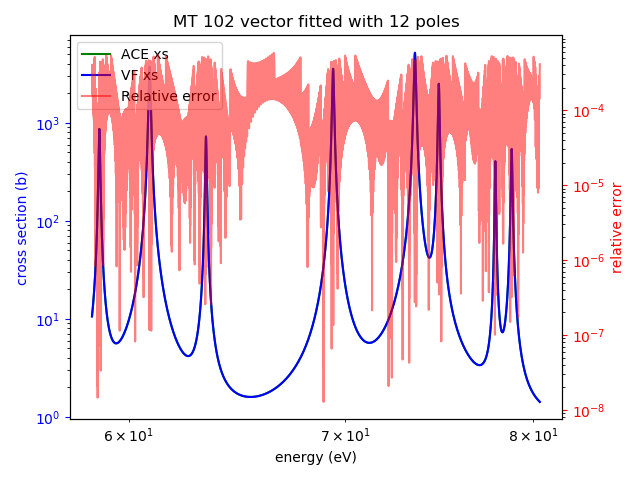 MT 102 vector fitted with 12 poles
ACE xs
VF xs
Relative error
10³
10²
10¹
10⁰
cross section (b)
10⁻⁴
10⁻⁵
10⁻⁶
10⁻⁷
10⁻⁸
relative error
6 × 10¹ 7 × 10¹ 8 × 10¹
energy (eV)